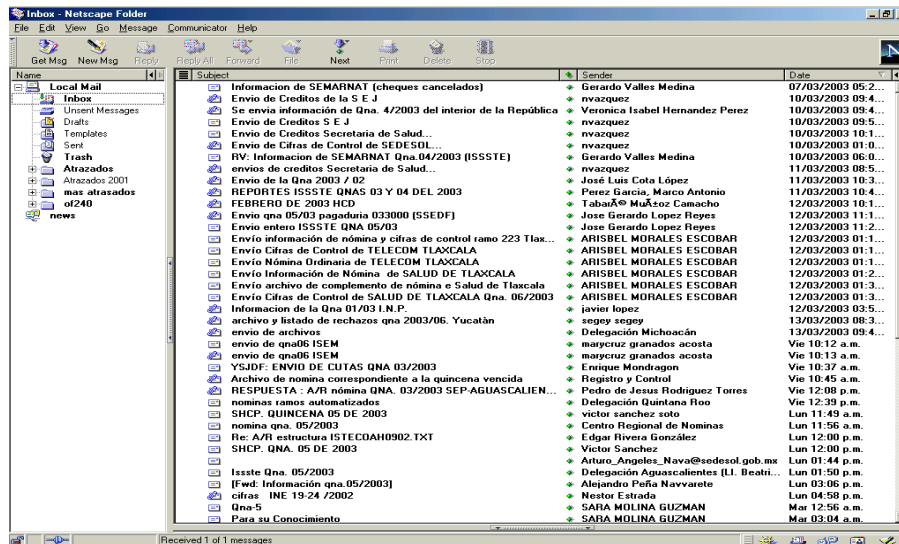 Inbox - Netscape Folder
File Edit View Go Message Communicator Help
Get Msg New Msg Reply Reply All Forward File Next Print Delete Stop
Name Subject Sender Date
Local Mail
Inbox
Unsent Messages
Drafts
Templates
Sent
Trash
Atrazados
Atrazados 2001
mas atrasados
of240
news
Informacion de SEMARNAT (cheques cancelados) Gerardo Valles Medina 07/03/2003 05:2...
Envio de Creditos de la S E J nvazquez 10/03/2003 09:4...
Se envia información de Qna. 4/2003 del interior de la República Veronica Isabel Hernandez Perez 10/03/2003 09:4...
Envio de Creditos S E J nvazquez 10/03/2003 09:5...
Envio de Creditos Secretaria de Salud... nvazquez 10/03/2003 10:1...
Envio de Cifras de Control de SEDESOL... nvazquez 10/03/2003 01:0...
RV: Informacion de SEMARNAT Qna.04/2003 (ISSSTE) Gerardo Valles Medina 10/03/2003 06:0...
envios de creditos Secretaria de Salud... nvazquez 11/03/2003 08:5...
Envio de la Qna 2003 / 02 José Luis Cota López 11/03/2003 10:3...
REPORTES ISSSTE QNAS 03 Y 04 DEL 2003 Perez Garcia, Marco Antonio 11/03/2003 10:4...
FEBRERO DE 2003 HCD TabarÃ© MuÃ±oz Camacho 12/03/2003 10:1...
Envio qna 05/03 pagaduria 033000 (SSEDF) Jose Gerardo Lopez Reyes 12/03/2003 11:1...
Envio entero ISSSTE QNA 05/03 Jose Gerardo Lopez Reyes 12/03/2003 11:2...
Envío información de nómina y cifras de control ramo 223 Tlax... ARISBEL MORALES ESCOBAR 12/03/2003 01:1...
Envío Cifras de Control de TELECOM TLAXCALA ARISBEL MORALES ESCOBAR 12/03/2003 01:1...
Envío Nómina Ordinaria de TELECOM TLAXCALA ARISBEL MORALES ESCOBAR 12/03/2003 01:1...
Envío Información de Nómina de SALUD DE TLAXCALA ARISBEL MORALES ESCOBAR 12/03/2003 01:2...
Envío archivo de complemento de nómina e Salud de Tlaxcala ARISBEL MORALES ESCOBAR 12/03/2003 01:3...
Envío Cifras de Control de SALUD DE TLAXCALA Qna. 06/2003 ARISBEL MORALES ESCOBAR 12/03/2003 01:3...
Informacion de la Qna 01/03 I.N.P. javier lopez 12/03/2003 03:5...
archivo y listado de rechazos qna 2003/06. Yucatàn segey segey 13/03/2003 08:3...
envio de archivos Delegación Michoacán 13/03/2003 09:4...
envio de qna06 ISEM marycruz granados acosta Vie 10:12 a.m.
envio de qna06 ISEM marycruz granados acosta Vie 10:13 a.m.
YSJDF: ENVIO DE CUTAS QNA 03/2003 Enrique Mondragon Vie 10:37 a.m.
Archivo de nomina correspondiente a la quincena vencida Registro y Control Vie 10:45 a.m.
RESPUESTA : A/R nómina QNA. 03/2003 SEP-AGUASCALIEN... Pedro de Jesus Rodriguez Torres Vie 12:08 p.m.
nominas ramos automatizados Delegación Quintana Roo Vie 12:39 p.m.
SHCP. QUINCENA 05 DE 2003 victor sanchez soto Lun 11:49 a.m.
nomina qna. 05/2003 Centro Regional de Nominas Lun 11:56 a.m.
Re: A/R estructura ISTECOAH0902.TXT Edgar Rivera González Lun 12:00 p.m.
SHCP. QNA. 05 DE 2003 Victor Sanchez Lun 12:00 p.m.
Arturo_Angeles_Nava@sedesol.gob.mx Lun 01:44 p.m.
Issste Qna. 05/2003 Delegación Aguascalientes (LI. Beatri... Lun 01:50 p.m.
[Fwd: Información qna.05/2003] Alejandro Peña Navvarete Lun 03:06 p.m.
cifras INE 19-24 /2002 Nestor Estrada Lun 04:58 p.m.
Qna-5 SARA MOLINA GUZMAN Mar 12:56 a.m.
Para su Conocimiento SARA MOLINA GUZMAN Mar 03:04 a.m.
Received 1 of 1 messages